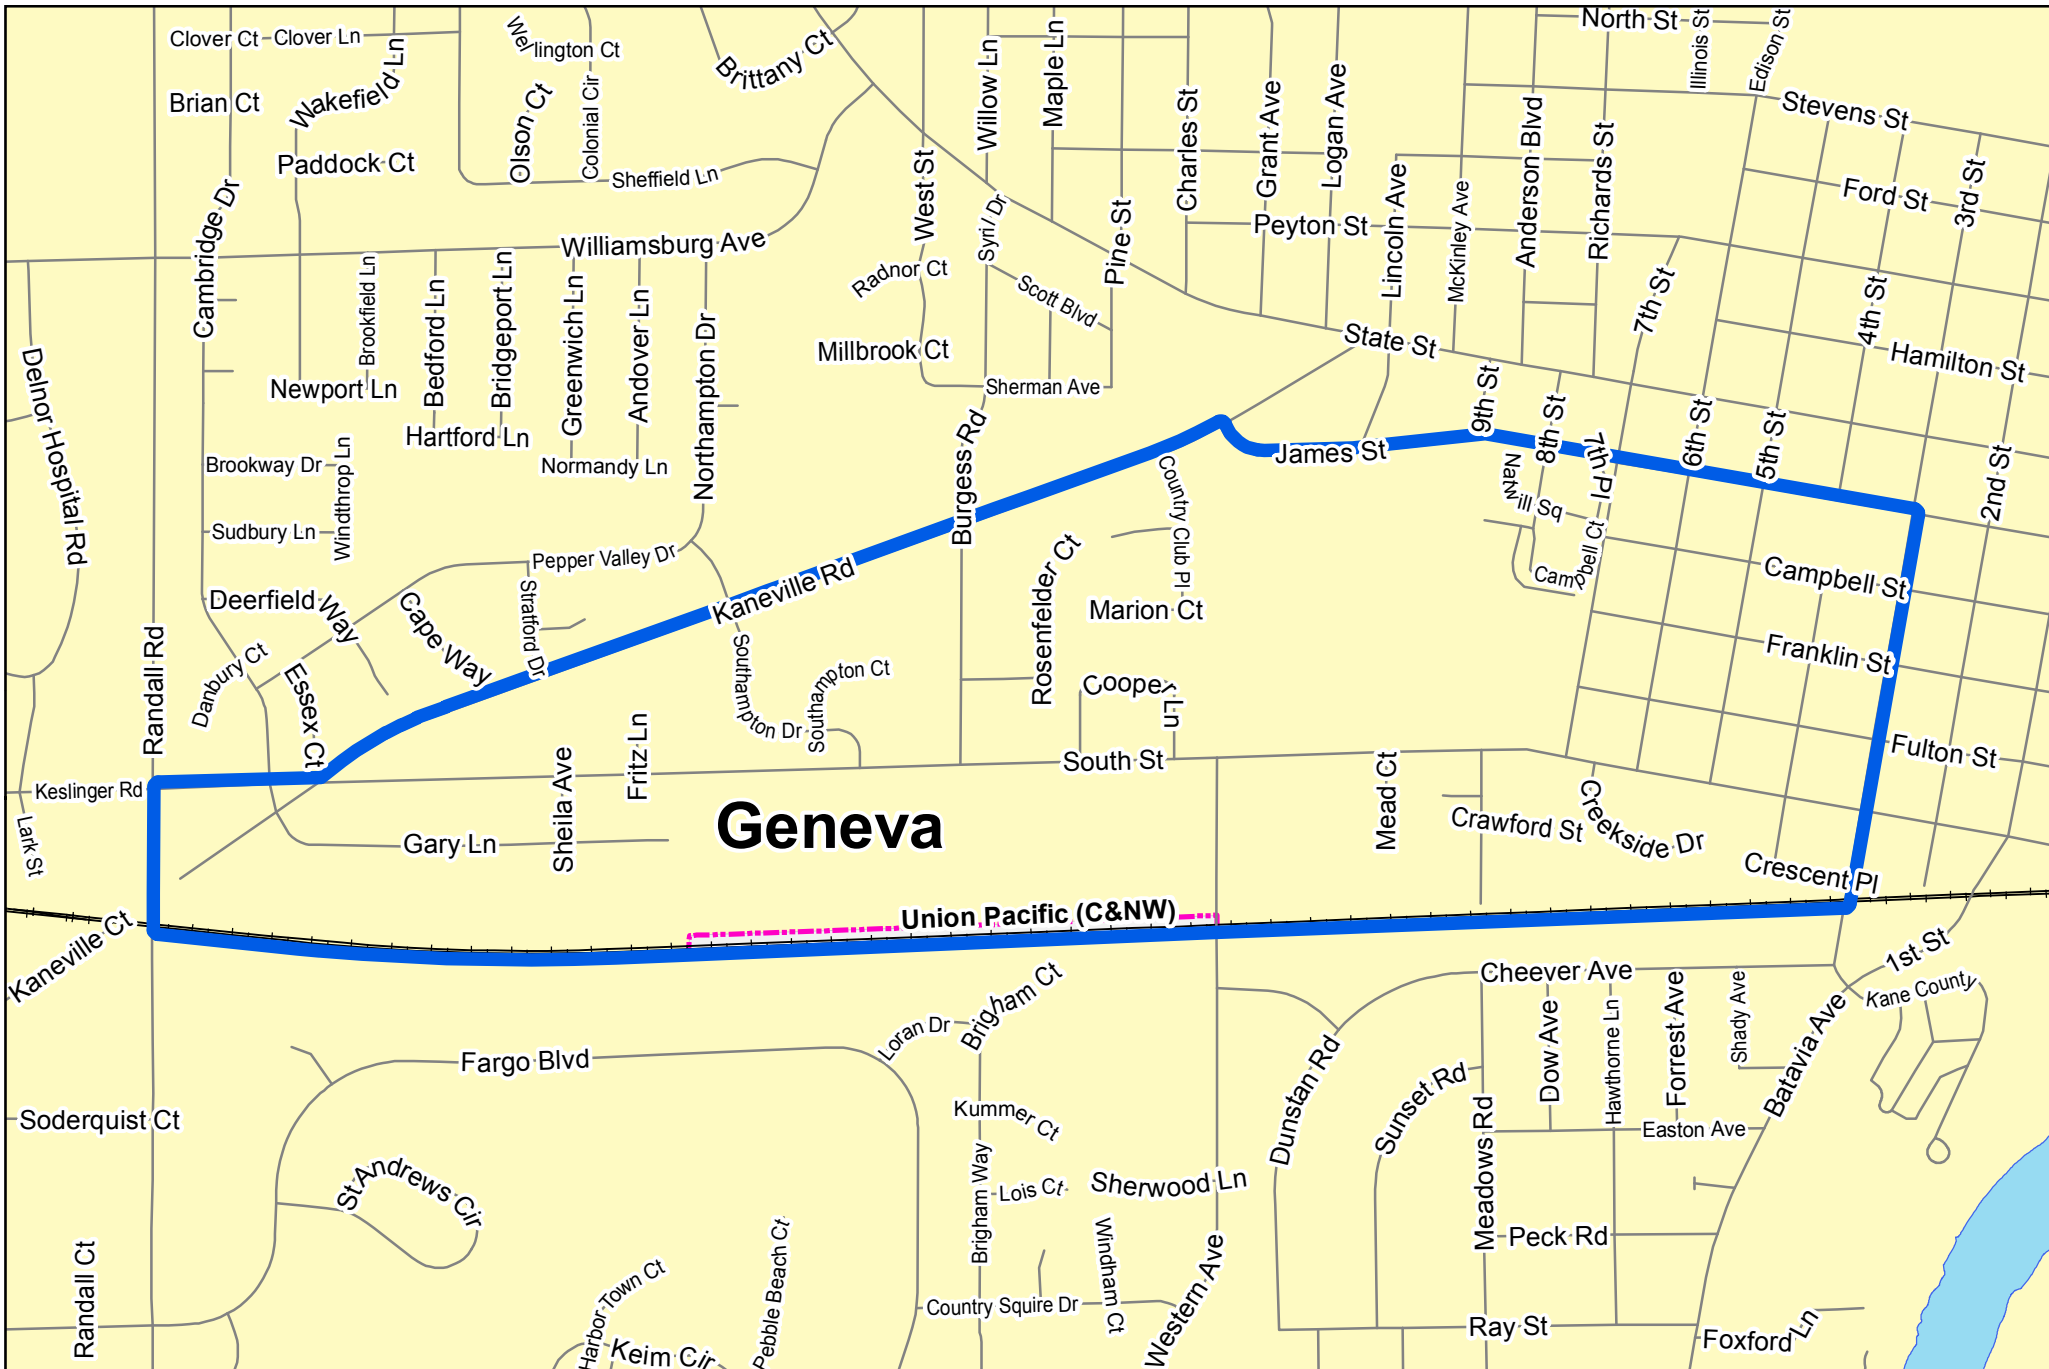 North St
Illinois St
Edison St
Clover Ct
Clover Ln
Wellington Ct
Brittany Ct
Willow Ln
Maple Ln
Wakefield Ln
Brian Ct
Olson Ct
Colonial Cir
Charles St
Grant Ave
Logan Ave
Anderson Blvd
Richards St
Stevens St
Paddock Ct
Sheffield Ln
West St
Syril Dr
Pine St
Peyton St
Lincoln Ave
McKinley Ave
Ford St
3rd St
Cambridge Dr
Williamsburg Ave
Radnor Ct
Scott Blvd
7th St
4th St
Brookfield Ln
Bedford Ln
Bridgeport Ln
Greenwich Ln
Andover Ln
Northampton Dr
Millbrook Ct
State St
Hamilton St
Delnor Hospital Rd
Newport Ln
Sherman Ave
9th St
8th St
7th Pl
6th St
5th St
2nd St
Hartford Ln
Normandy Ln
Brookway Dr
Windthrop Ln
Burgess Rd
Country Club Pl
James St
Natwill Sq
Sudbury Ln
Pepper Valley Dr
Kaneville Rd
Rosenfelder Ct
Campbell Ct
Campbell St
Deerfield Way
Cape Way
Stratford Dr
Marion Ct
Randall Rd
Danbury Ct
Essex Ct
Southampton Dr
Southampton Ct
Cooper Ln
Franklin St
Keslinger Rd
Sheila Ave
Fritz Ln
South St
Mead Ct
Fulton St
Lark St
Gary Ln
Geneva
Crawford St
Creekside Dr
Crescent Pl
Union Pacific (C&NW)
Kaneville Ct
Cheever Ave
1st St
Kane County
Loran Dr
Brigham Ct
Dunstan Rd
Sunset Rd
Dow Ave
Hawthorne Ln
Forrest Ave
Shady Ave
Batavia Ave
Fargo Blvd
Soderquist Ct
Kummer Ct
Meadows Rd
Easton Ave
St Andrews Cir
Brigham Way
Lois Ct
Sherwood Ln
Randall Ct
Harbor Town Ct
Pebble Beach Ct
Windham Ct
Western Ave
Peck Rd
Country Squire Dr
Keim Cir
Ray St
Foxford Ln